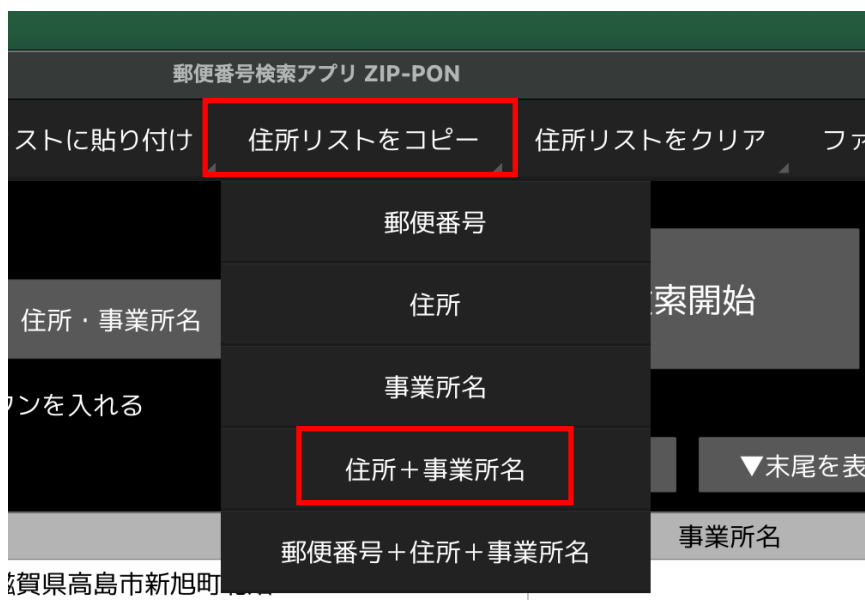 郵便番号検索アプリ ZIP-PON
ストに貼り付け
住所リストをコピー
住所リストをクリア
ファ
郵便番号
住所
索開始
住所・事業所名
事業所名
ンを入れる
住所+事業所名
▼末尾を表
郵便番号+住所+事業所名
事業所名
賀県高島市新旭町